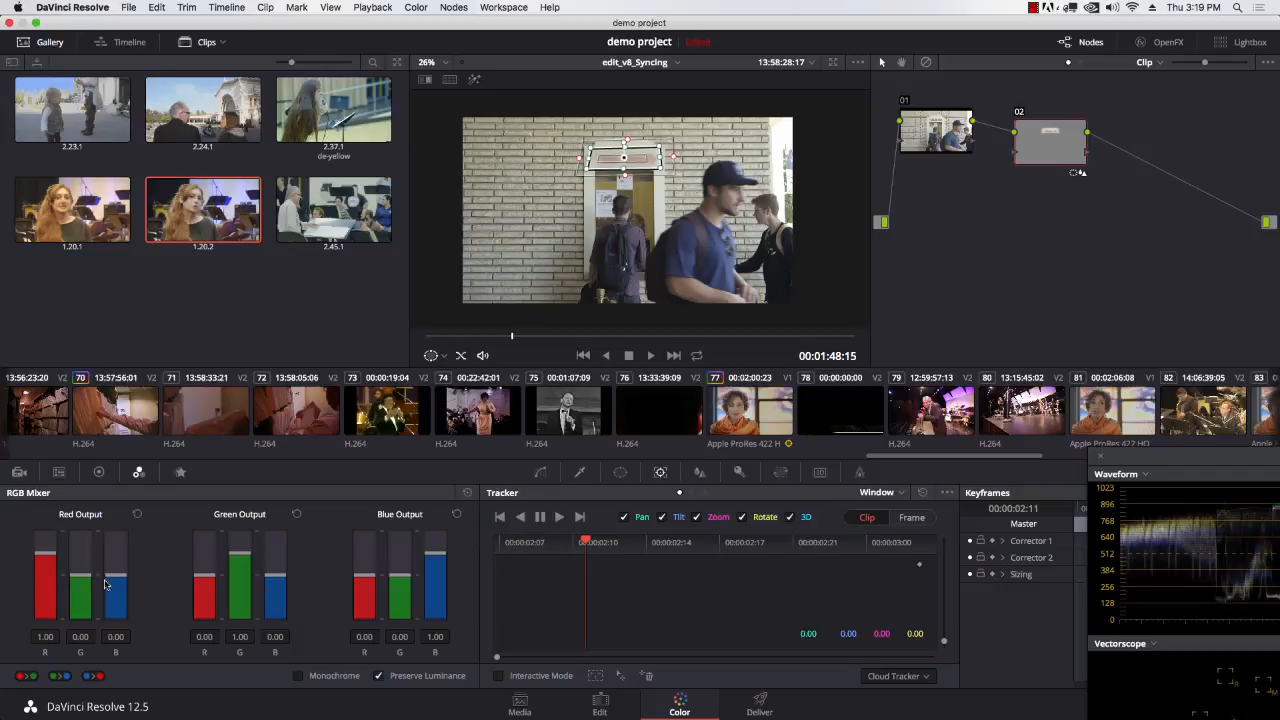 DaVinci Resolve File Edit Trim Timeline Clip Mark View Playback Color Nodes Workspace Help Thu 3:19 PM
demo project
Gallery Timeline Clips demo project Edited Nodes OpenFX Lightbox
26% edit_v8_Syncing 13:58:28:17 Clip
01
02
2.23.1 2.24.1 2.37.1
de-yellow
1.20.1 1.20.2 2.45.1
00:01:48:15
13:56:23:20 V2 70 13:57:56:01 V2 71 13:58:33:21 V2 72 13:58:05:06 V2 73 00:00:19:04 V2 74 00:22:42:01 V2 75 00:01:07:09 V2 76 13:33:39:09 V2 77 00:02:00:23 V2 78 00:00:00:00 V2 79 12:59:57:13 V2 80 13:15:45:02 V2 81 00:02:06:08 V2 82 14:06:39:05 V2 83
H.264 H.264 H.264 H.264 H.264 H.264 H.264 Apple ProRes 422 H H.264 H.264 Apple ProRes 422 HQ H.264
RGB Mixer Tracker Window Keyframes Waveform
Red Output Green Output Blue Output
Pan Tilt Zoom Rotate 3D Clip Frame
00:00:02:07 00:00:02:10 00:00:02:14 00:00:02:17 00:00:02:21 00:00:03:00
00:00:02:11
Master
Corrector 1
Corrector 2
Sizing
1023
896
768
640
512
384
256
128
0
0.00 0.00 0.00 0.00
1.00 0.00 0.00 0.00 1.00 0.00 0.00 0.00 1.00
R G B R G B R G B
Vectorscope
Monochrome Preserve Luminance Interactive Mode Cloud Tracker
R
M
DaVinci Resolve 12.5 Media Edit Color Deliver